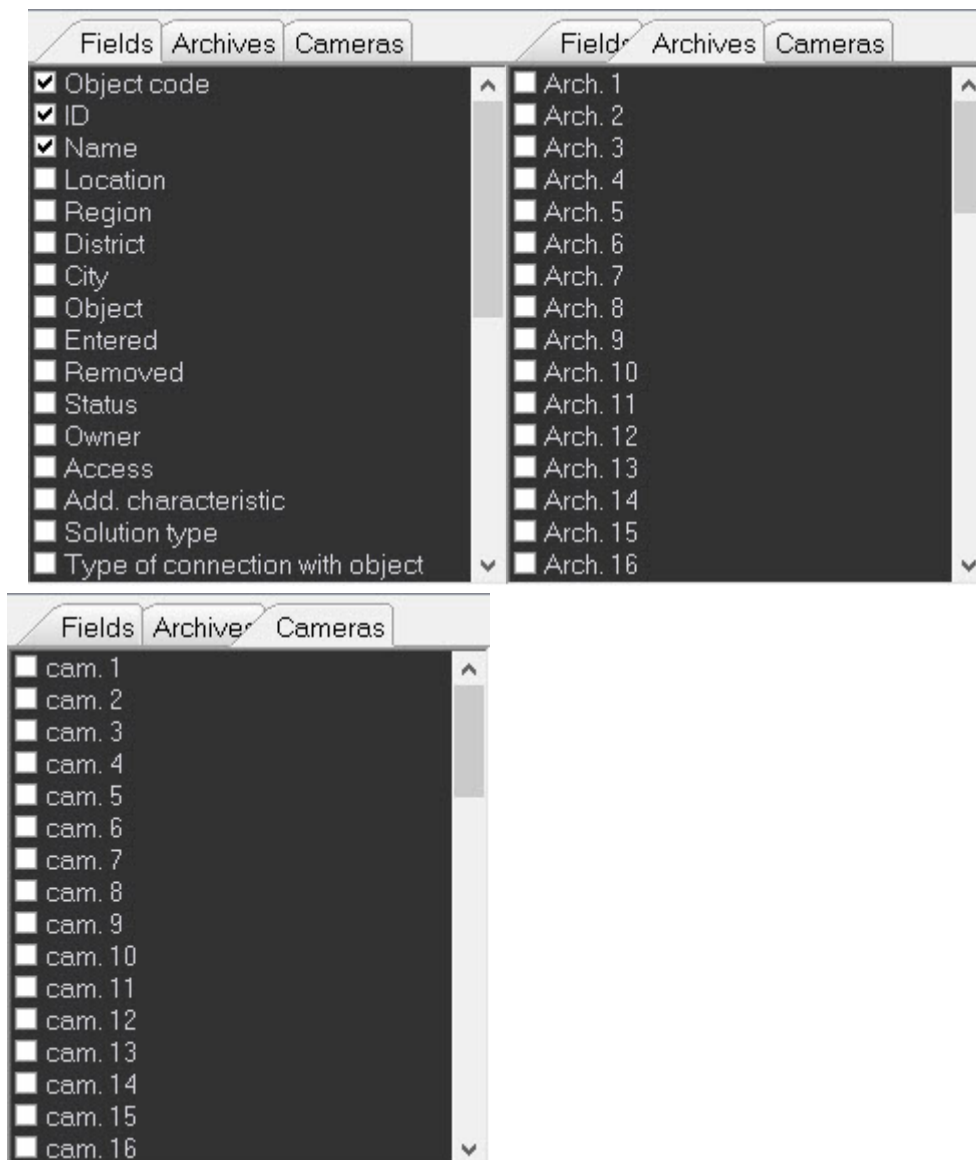 Fields Archives Cameras
Object code
ID
Name
Location
Region
District
City
Object
Entered
Removed
Status
Owner
Access
Add. characteristic
Solution type
Type of connection with object
Fields Archives Cameras
Arch. 1
Arch. 2
Arch. 3
Arch. 4
Arch. 5
Arch. 6
Arch. 7
Arch. 8
Arch. 9
Arch. 10
Arch. 11
Arch. 12
Arch. 13
Arch. 14
Arch. 15
Arch. 16
Fields Archives Cameras
cam. 1
cam. 2
cam. 3
cam. 4
cam. 5
cam. 6
cam. 7
cam. 8
cam. 9
cam. 10
cam. 11
cam. 12
cam. 13
cam. 14
cam. 15
cam. 16